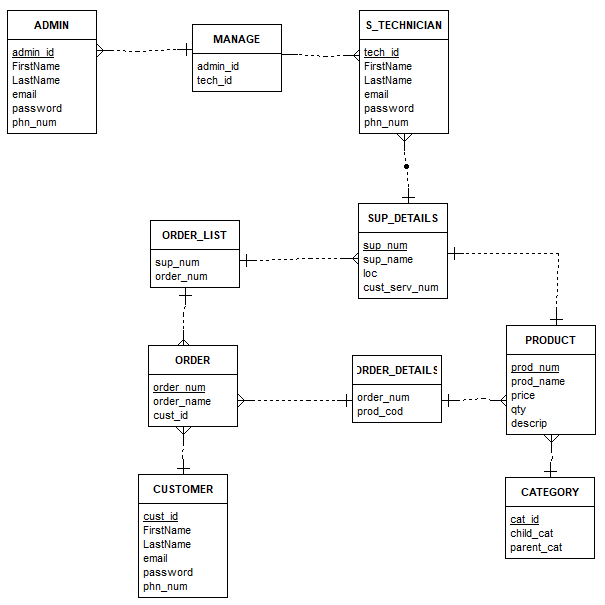 ADMIN
admin_id
FirstName
LastName
email
password
phn_num
MANAGE
admin_id
tech_id
S_TECHNICIAN
tech_id
FirstName
LastName
email
password
phn_num
SUP_DETAILS
sup_num
sup_name
loc
cust_serv_num
ORDER_LIST
sup_num
order_num
PRODUCT
prod_num
prod_name
price
qty
descrip
ORDER
order_num
order_name
cust_id
ORDER_DETAILS
order_num
prod_cod
CUSTOMER
cust_id
FirstName
LastName
email
password
phn_num
CATEGORY
cat_id
child_cat
parent_cat